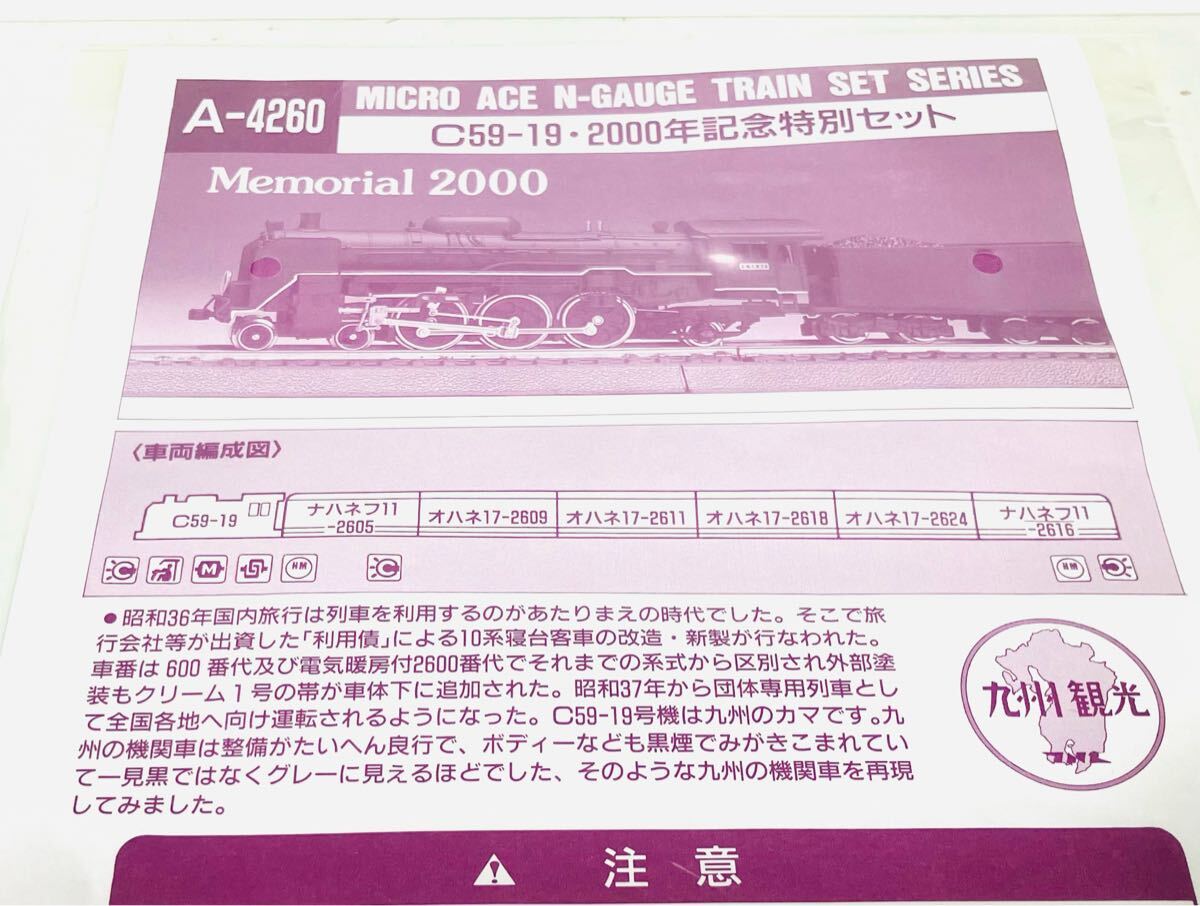 A-4260
MICRO ACE N-GAUGE TRAIN SET SERIES
C59-19・2000年記念特別セット
Memorial 2000
〈車両編成図〉
C59-19
ナハネフ11
-2605
オハネ17-2609
オハネ17-2611
オハネ17-2618
オハネ17-2624
ナハネフ11
-2616
M
HM
HM
●昭和36年国内旅行は列車を利用するのがあたりまえの時代でした。そこで旅
行会社等が出資した「利用債」による10系寝台客車の改造・新製が行なわれた。
車番は600番代及び電気暖房付2600番代でそれまでの系式から区別され外部塗
装もクリーム1号の帯が車体下に追加された。昭和37年から団体専用列車とし
て全国各地へ向け運転されるようになった。C59-19号機は九州のカマです。九
州の機関車は整備がたいへん良行で、ボディーなども黒煙でみがきこまれてい
て一見黒ではなくグレーに見えるほどでした、そのような九州の機関車を再現
してみました。
九州観光
注意